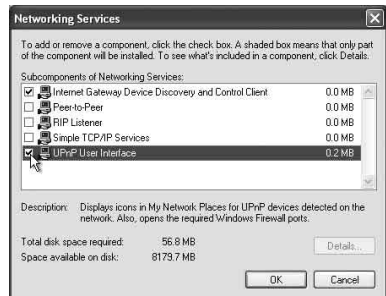 Networking Services
To add or remove a component, click the check box. A shaded box means that only part
of the component will be installed. To see what's included in a component, click Details.
Subcomponents of Networking Services:
Internet Gateway Device Discovery and Control Client 0.0 MB
Peer-to-Peer 0.0 MB
RIP Listener 0.0 MB
Simple TCP/IP Services 0.0 MB
UPnP User Interface 0.2 MB
Description: Displays icons in My Network Places for UPnP devices detected on the
network. Also, opens the required Windows Firewall ports.
Total disk space required: 56.8 MB
Details...
Space available on disk: 8179.7 MB
OK Cancel